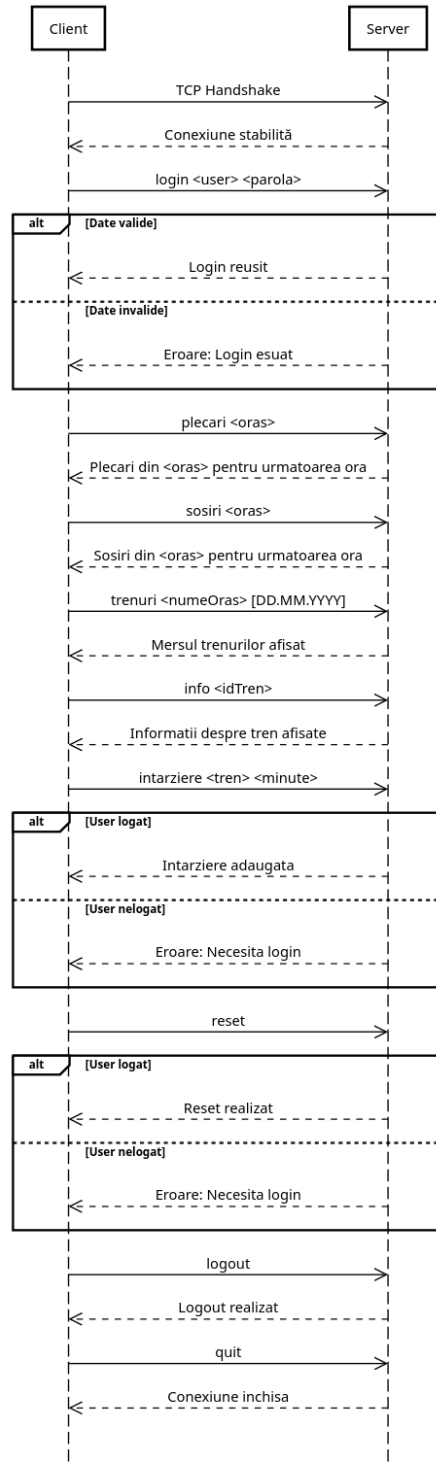 Client
Server
TCP Handshake
Conexiune stabilită
login <user> <parola>
alt
[Date valide]
Login reusit
[Date invalide]
Eroare: Login esuat
plecari <oras>
Plecari din <oras> pentru urmatoarea ora
sosiri <oras>
Sosiri din <oras> pentru urmatoarea ora
trenuri <numeOras> [DD.MM.YYYY]
Mersul trenurilor afisat
info <idTren>
Informatii despre tren afisate
intarziere <tren> <minute>
alt
[User logat]
Intarziere adaugata
[User nelogat]
Eroare: Necesita login
reset
alt
[User logat]
Reset realizat
[User nelogat]
Eroare: Necesita login
logout
Logout realizat
quit
Conexiune inchisa